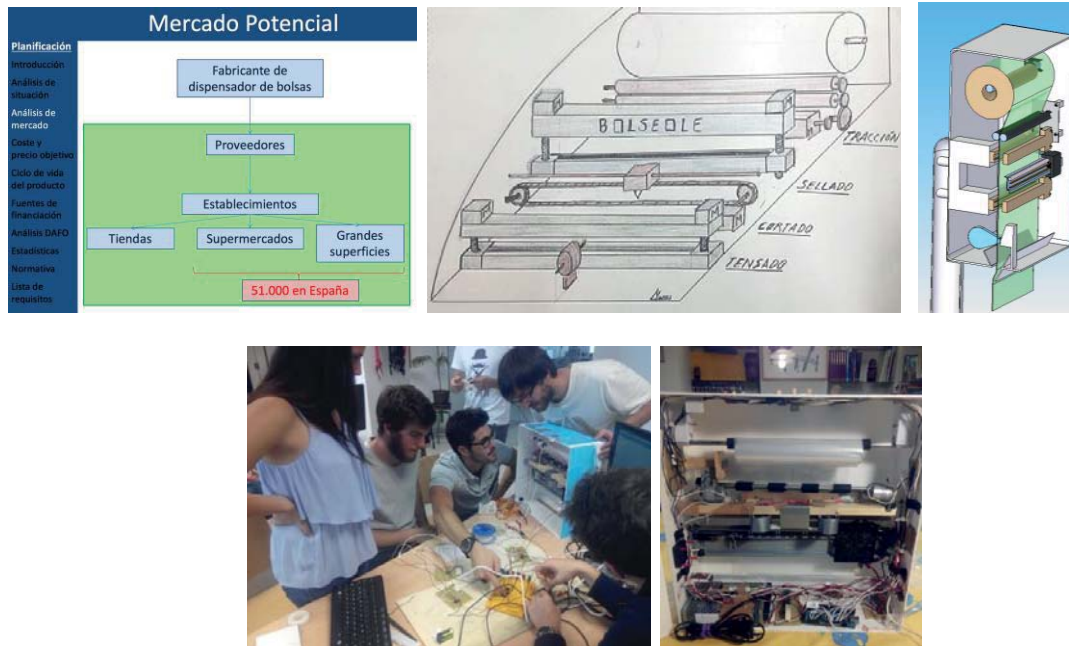 Mercado Potencial
Planificación
Introducción
Análisis de
situación
Análisis de
mercado
Coste y
precio objetivo
Ciclo de vida
del producto
Fuentes de
financiación
Análisis DAFO
Estadísticas
Normativa
Lista de
requisitos
Fabricante de
dispensador de bolsas
Proveedores
Establecimientos
Tiendas
Supermercados
Grandes
superficies
51.000 en España
BOLSEOLE
TRACCIÓN
SELLADO
CORTADO
TENSADO